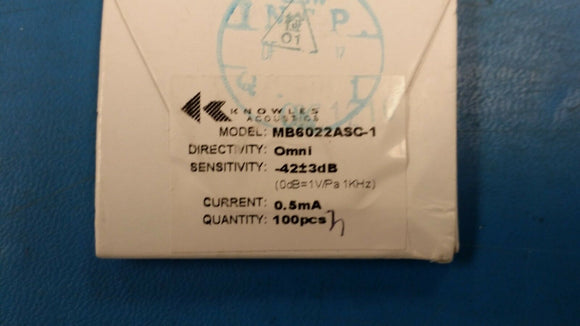 01
KNOWLES
ACOUSTICS
MODEL: MB6022ASC-1
DIRECTIVITY: Omni
SENSITIVITY: -42±3dB
(0dB=1V/Pa 1KHz)
CURRENT: 0.5mA
QUANTITY: 100pcs